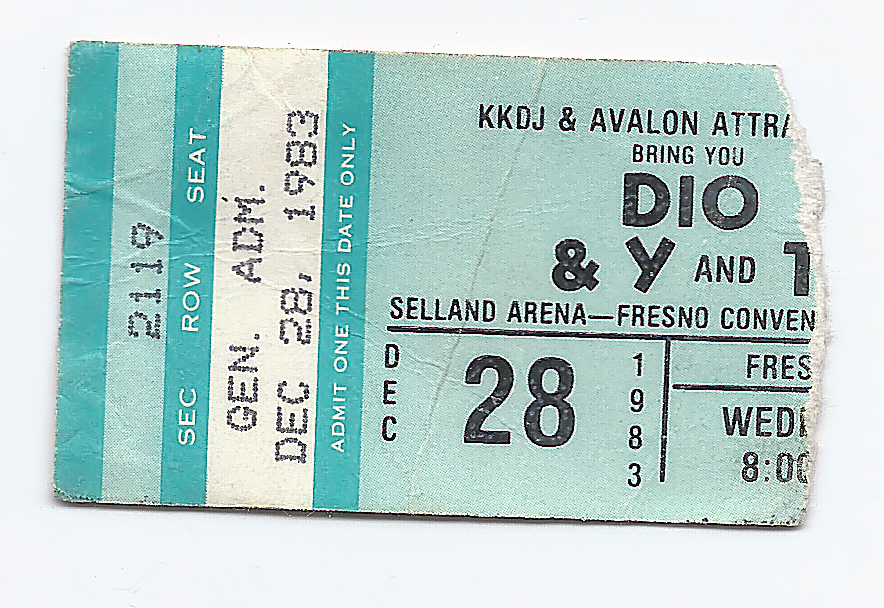 2119
SEC ROW SEAT
GEN. ADM.
DEC 28, 1983
ADMIT ONE THIS DATE ONLY
KKDJ & AVALON ATTRA
BRING YOU
DIO
& Y AND T
SELLAND ARENA—FRESNO CONVEN
DEC
28
1983
FRES
WED
8:00